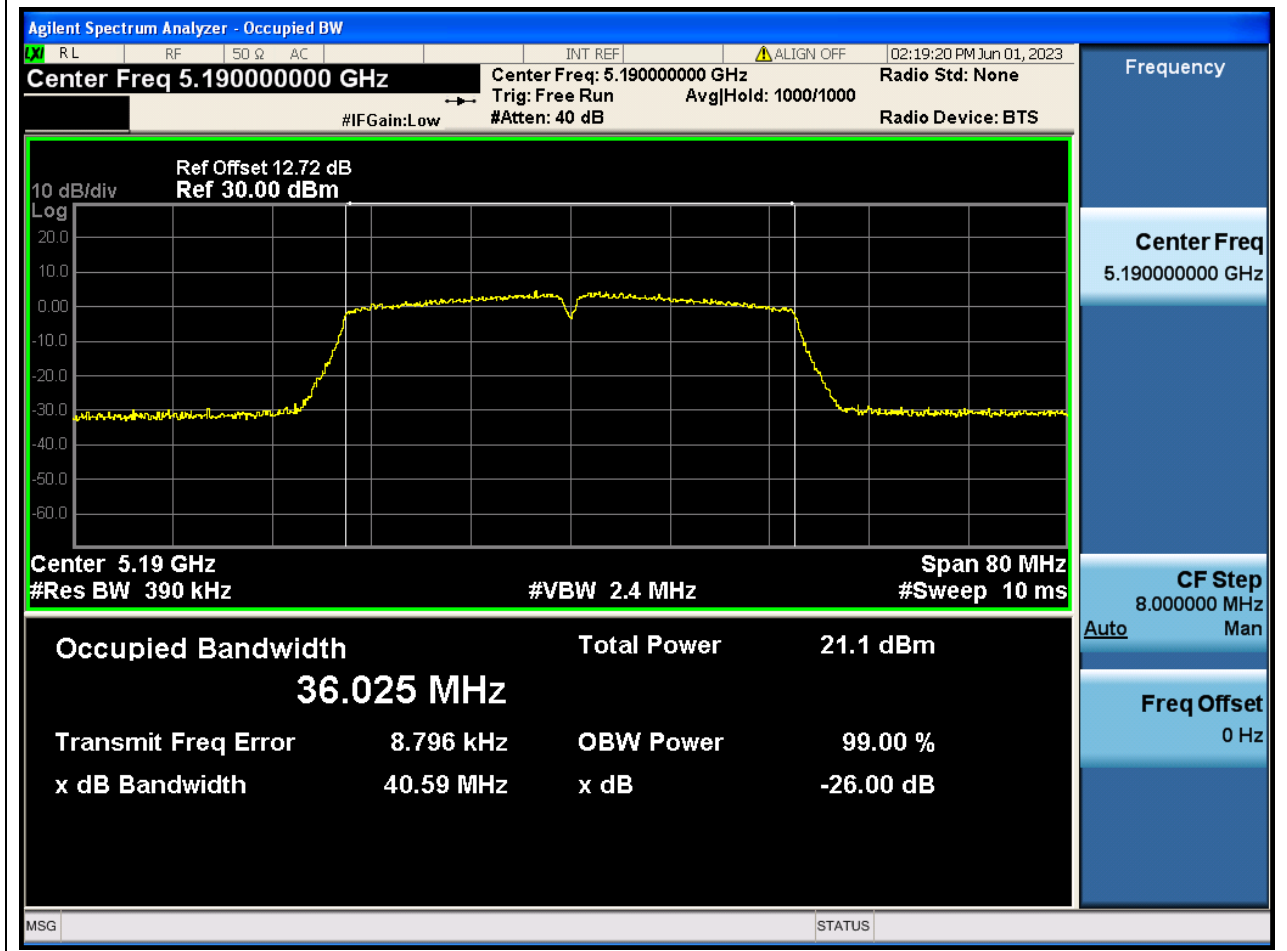 Agilent Spectrum Analyzer - Occupied BW
LXI RL RF 50 Ω AC INT REF ALIGN OFF 02:19:20 PM Jun 01, 2023
Center Freq 5.190000000 GHz
Center Freq: 5.190000000 GHz Radio Std: None
Trig: Free Run Avg|Hold: 1000/1000
#IFGain:Low #Atten: 40 dB Radio Device: BTS
Ref Offset 12.72 dB
10 dB/div Ref 30.00 dBm
Log
20.0
10.0
0.00
-10.0
-20.0
-30.0
-40.0
-50.0
-60.0
Center 5.19 GHz Span 80 MHz
#Res BW 390 kHz #VBW 2.4 MHz #Sweep 10 ms
Occupied Bandwidth Total Power 21.1 dBm
36.025 MHz
Transmit Freq Error 8.796 kHz OBW Power 99.00 %
x dB Bandwidth 40.59 MHz x dB -26.00 dB
MSG STATUS
Frequency
Center Freq
5.190000000 GHz
CF Step
8.000000 MHz
Auto Man
Freq Offset
0 Hz